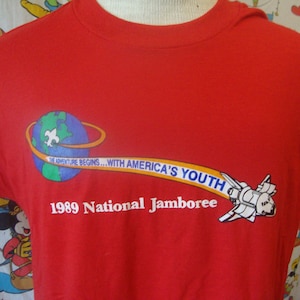 THE ADVENTURE BEGINS...WITH AMERICA'S YOUTH
1989 National Jamboree